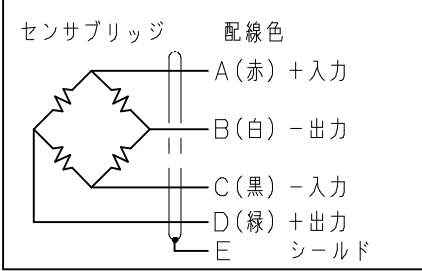 センサブリッジ 配線色
A(赤) +入力
B(白) -出力
C(黒) -入力
D(緑) +出力
E シールド